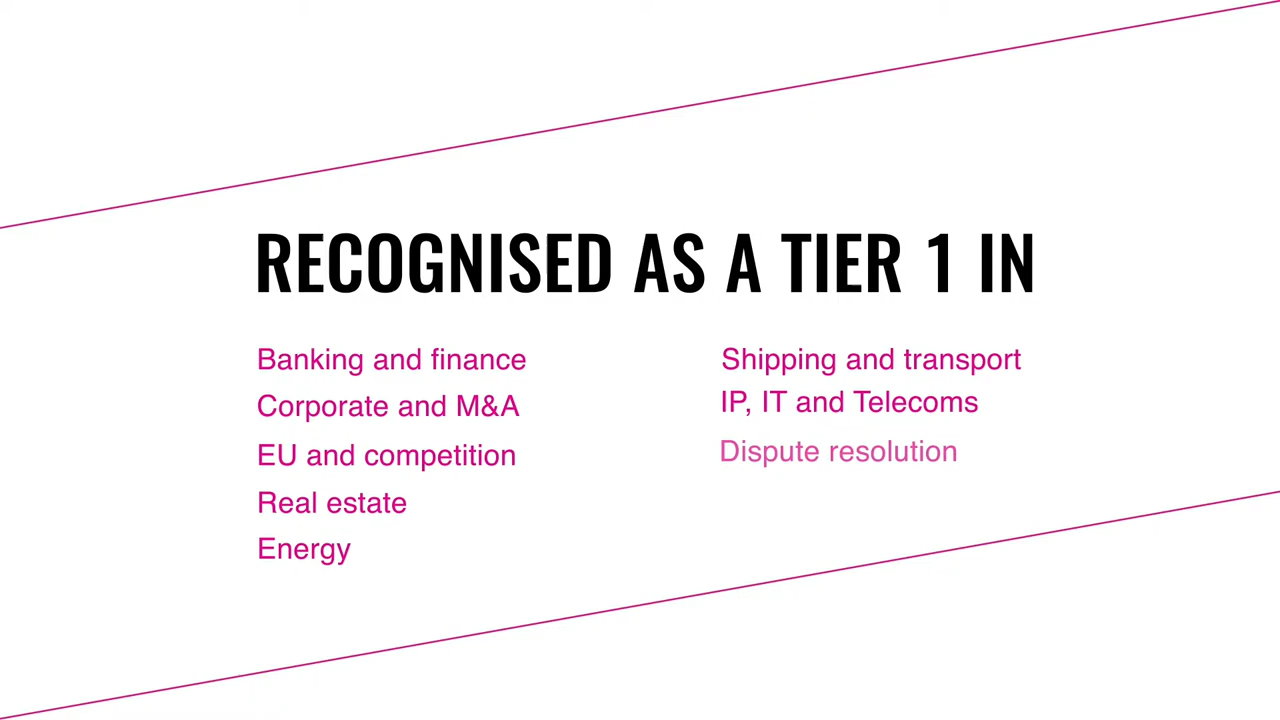 RECOGNISED AS A TIER 1 IN
Banking and finance
Corporate and M&A
EU and competition
Real estate
Energy
Shipping and transport
IP, IT and Telecoms
Dispute resolution